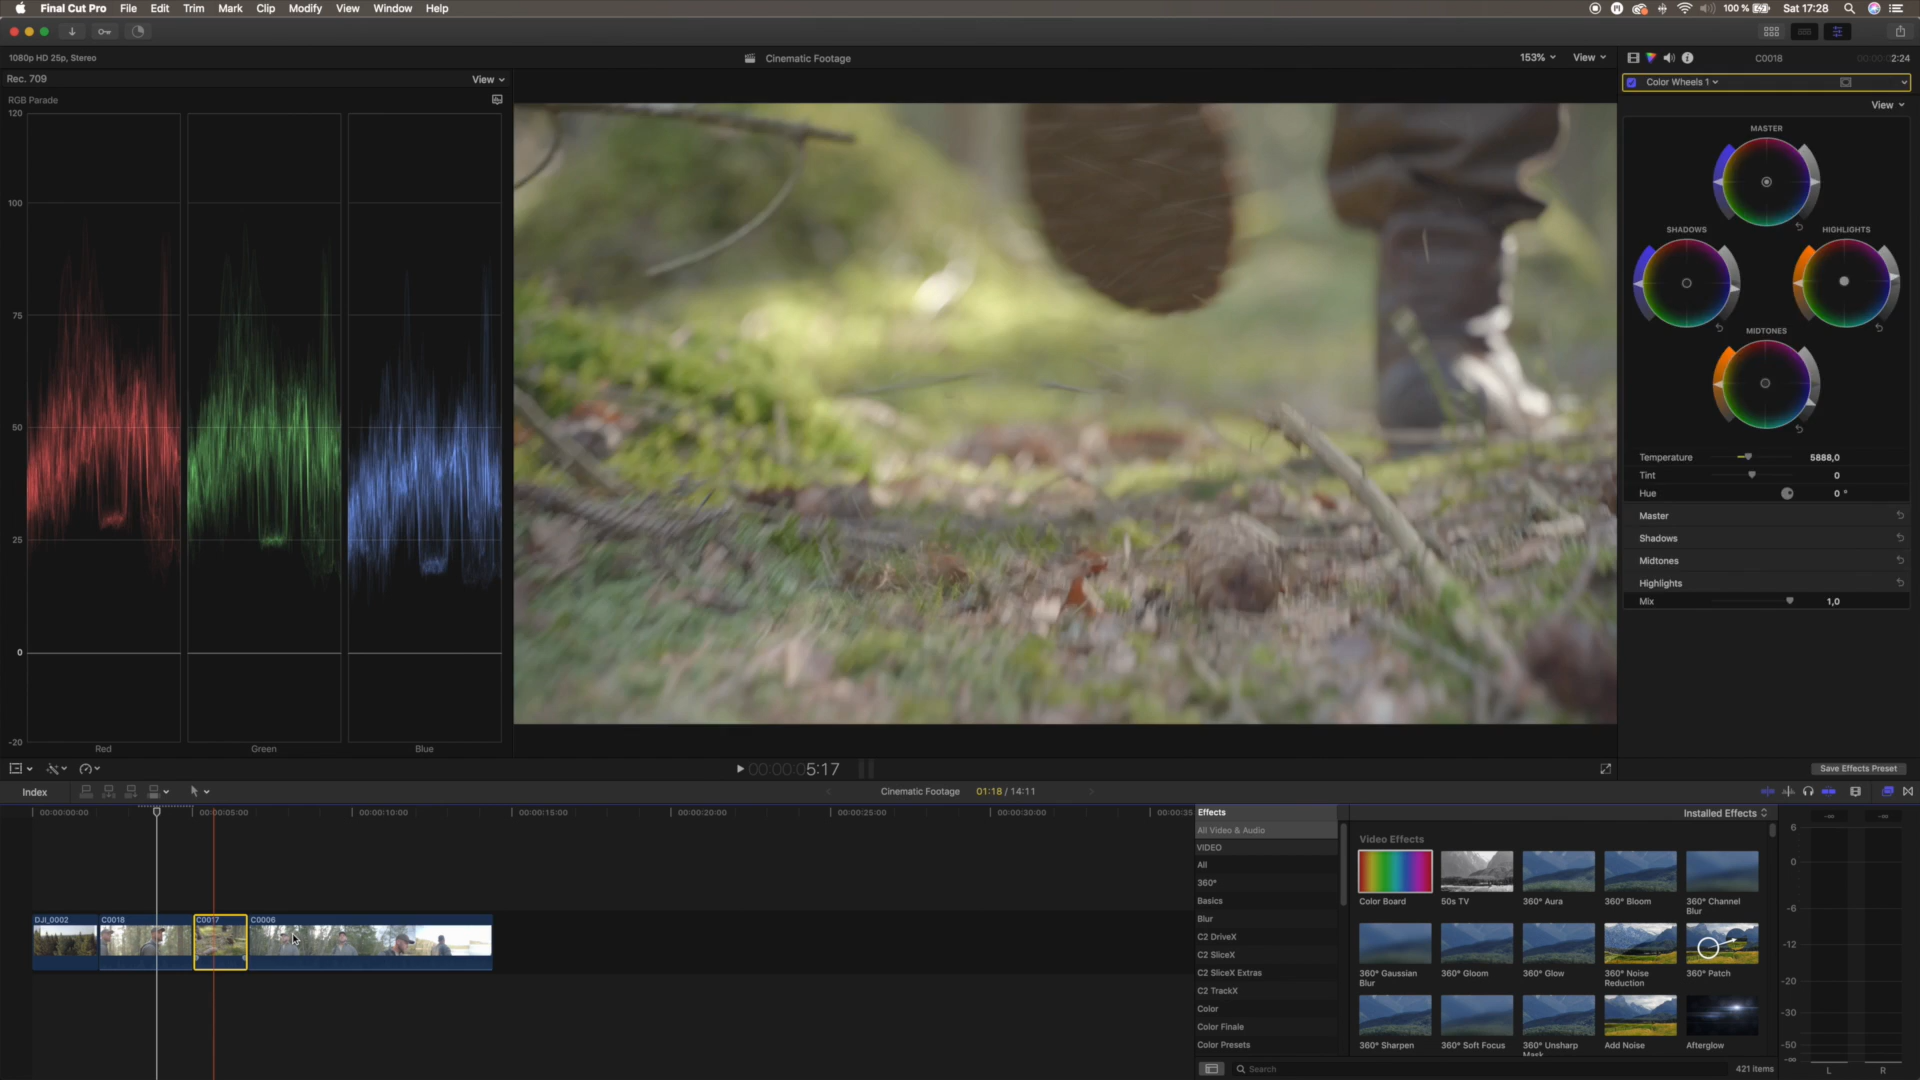 Final Cut Pro File Edit Trim Mark Clip Modify View Window Help
100 % Sat 17:28
1080p HD 25p, Stereo
Cinematic Footage
153% View
C0018
2:24
Rec. 709
View
Color Wheels 1
RGB Parade
View
120
100
75
50
25
0
-20
Red Green Blue
MASTER
SHADOWS
HIGHLIGHTS
MIDTONES
Temperature 5888,0
Tint 0
Hue 0 °
Master
Shadows
Midtones
Highlights
Mix 1,0
00:00:05:17
Save Effects Preset
Index
Cinematic Footage 01:18 / 14:11
00:00:00:00 00:00:05:00 00:00:10:00 00:00:15:00 00:00:20:00 00:00:25:00 00:00:30:00 00:00:35
DJI_0002 C0018 C0017 C0006
Effects
Installed Effects
All Video & Audio
VIDEO
All
360°
Basics
Blur
C2 DriveX
C2 SliceX
C2 SliceX Extras
C2 TrackX
Color
Color Finale
Color Presets
Video Effects
Color Board
50s TV
360° Aura
360° Bloom
360° Channel
Blur
360° Gaussian
Blur
360° Gloom
360° Glow
360° Noise
Reduction
360° Patch
360° Sharpen
360° Soft Focus
360° Unsharp
Mask
Add Noise
Afterglow
Search
421 items
-∞ -∞
6
0
-6
-12
-20
-30
-50
-∞
L R